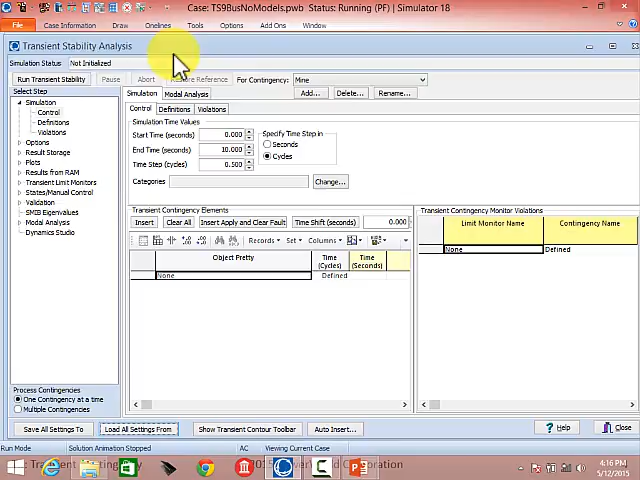 Case: TS9BusNoModels.pwb Status: Running (PF) | Simulator 18
File Case Information Draw Onelines Tools Options Add Ons Window
Transient Stability Analysis
Simulation Status: Not Initialized
Run Transient Stability Pause Abort Restore Reference For Contingency: Mine
Add... Delete... Rename...
Select Step
Simulation
Control
Definitions
Violations
Options
Result Storage
Plots
Results from RAM
Transient Limit Monitors
States/Manual Control
Validation
SMIB Eigenvalues
Modal Analysis
Dynamics Studio
Process Contingencies
One Contingency at a time
Multiple Contingencies
Simulation Modal Analysis
Control Definitions Violations
Simulation Time Values
Start Time (seconds) 0.000
End Time (seconds) 10.000
Time Step (cycles) 0.500
Specify Time Step in
Seconds
Cycles
Categories Change...
Transient Contingency Elements
Insert Clear All Insert Apply and Clear Fault Time Shift (seconds) 0.000
Records Set Columns
Object Pretty Time (Cycles) Time (Seconds)
None Defined
Transient Contingency Monitor Violations
Limit Monitor Name Contingency Name
None Defined
Save All Settings To Load All Settings From Show Transient Contour Toolbar Auto Insert... Help Close
Run Mode Solution Animation Stopped AC Viewing Current Case
4:16 PM
5/12/2015